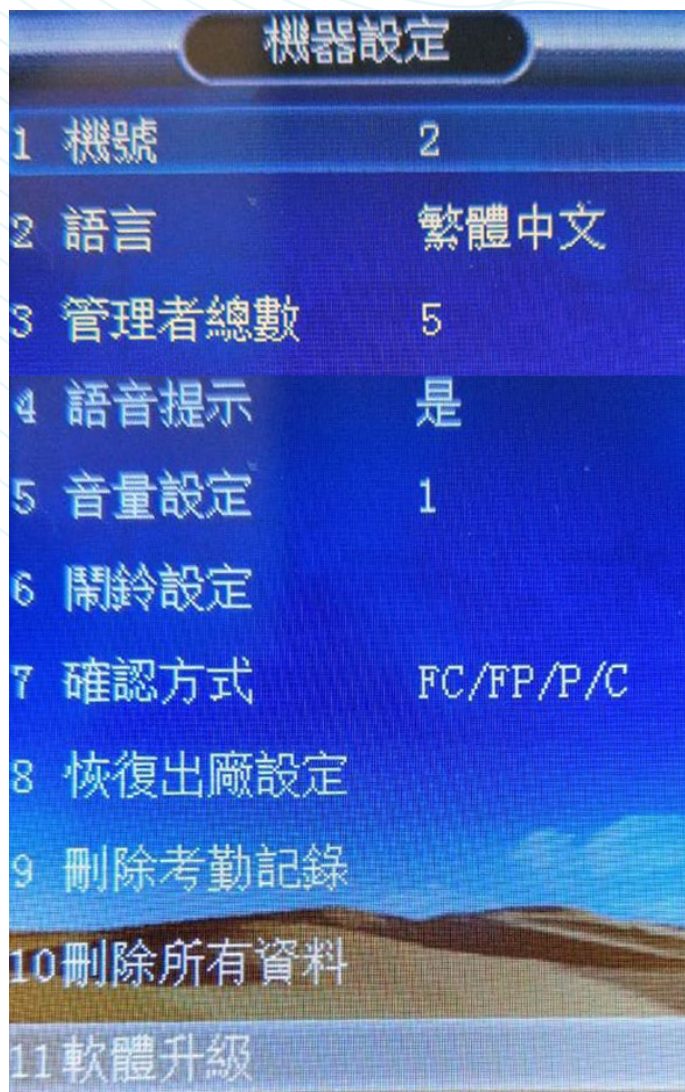 機器設定
1 機號 2
2 語言 繁體中文
3 管理者總數 5
4 語音提示 是
5 音量設定 1
6 鬧鈴設定
7 確認方式 FC/FP/P/C
8 恢復出廠設定
9 刪除考勤記錄
10刪除所有資料
11軟體升級